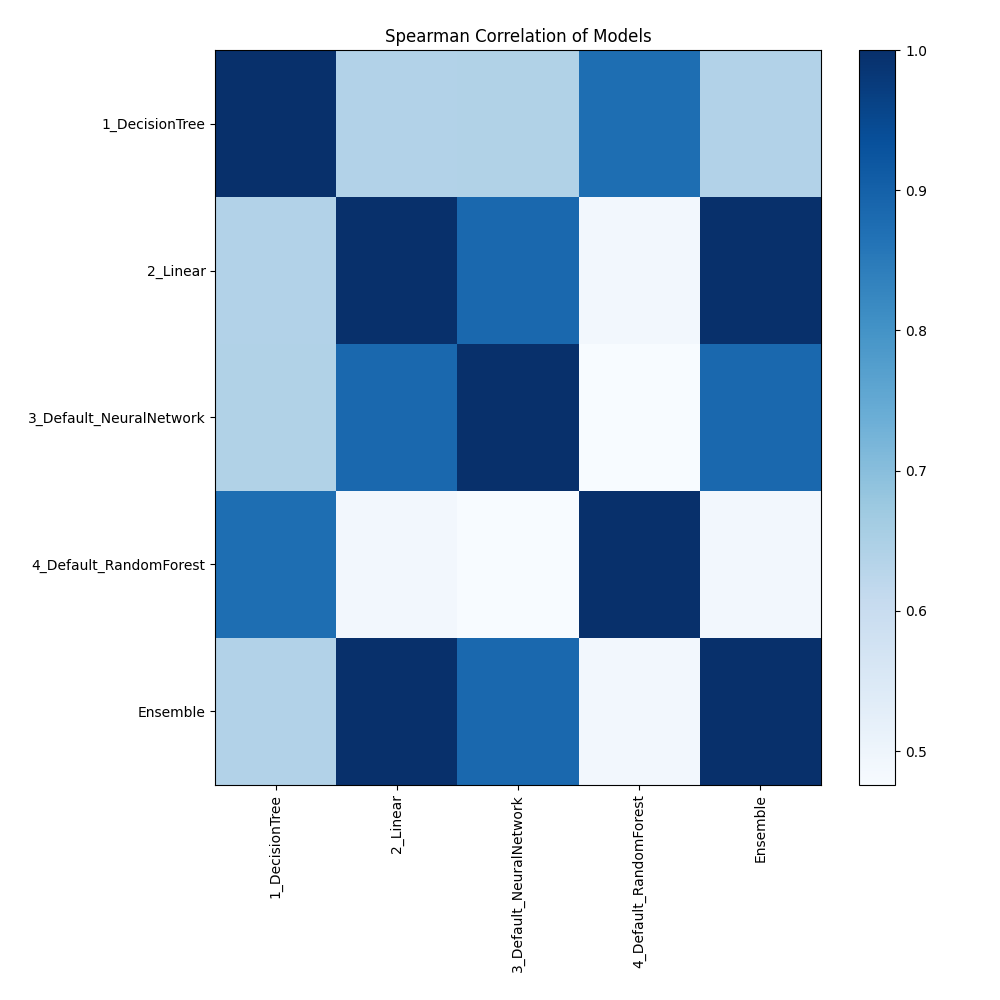 Spearman Correlation of Models
1_DecisionTree
2_Linear
3_Default_NeuralNetwork
4_Default_RandomForest
Ensemble
1_DecisionTree
2_Linear
3_Default_NeuralNetwork
4_Default_RandomForest
Ensemble
1.0
0.9
0.8
0.7
0.6
0.5